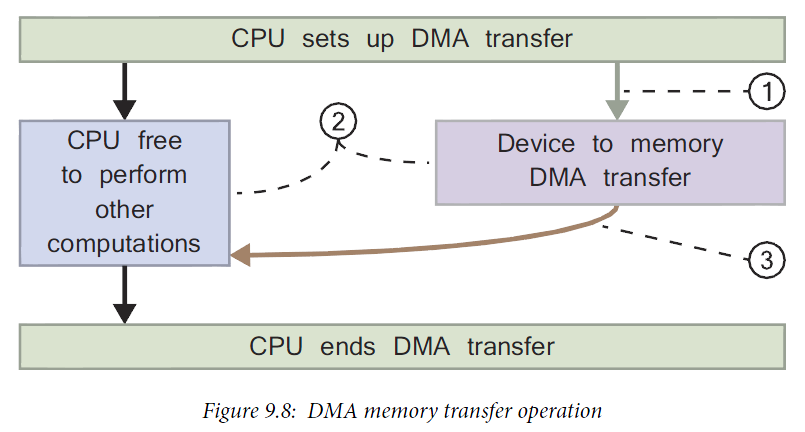 CPU sets up DMA transfer
1
2
CPU free
to perform
other
computations
Device to memory
DMA transfer
3
CPU ends DMA transfer
Figure 9.8: DMA memory transfer operation